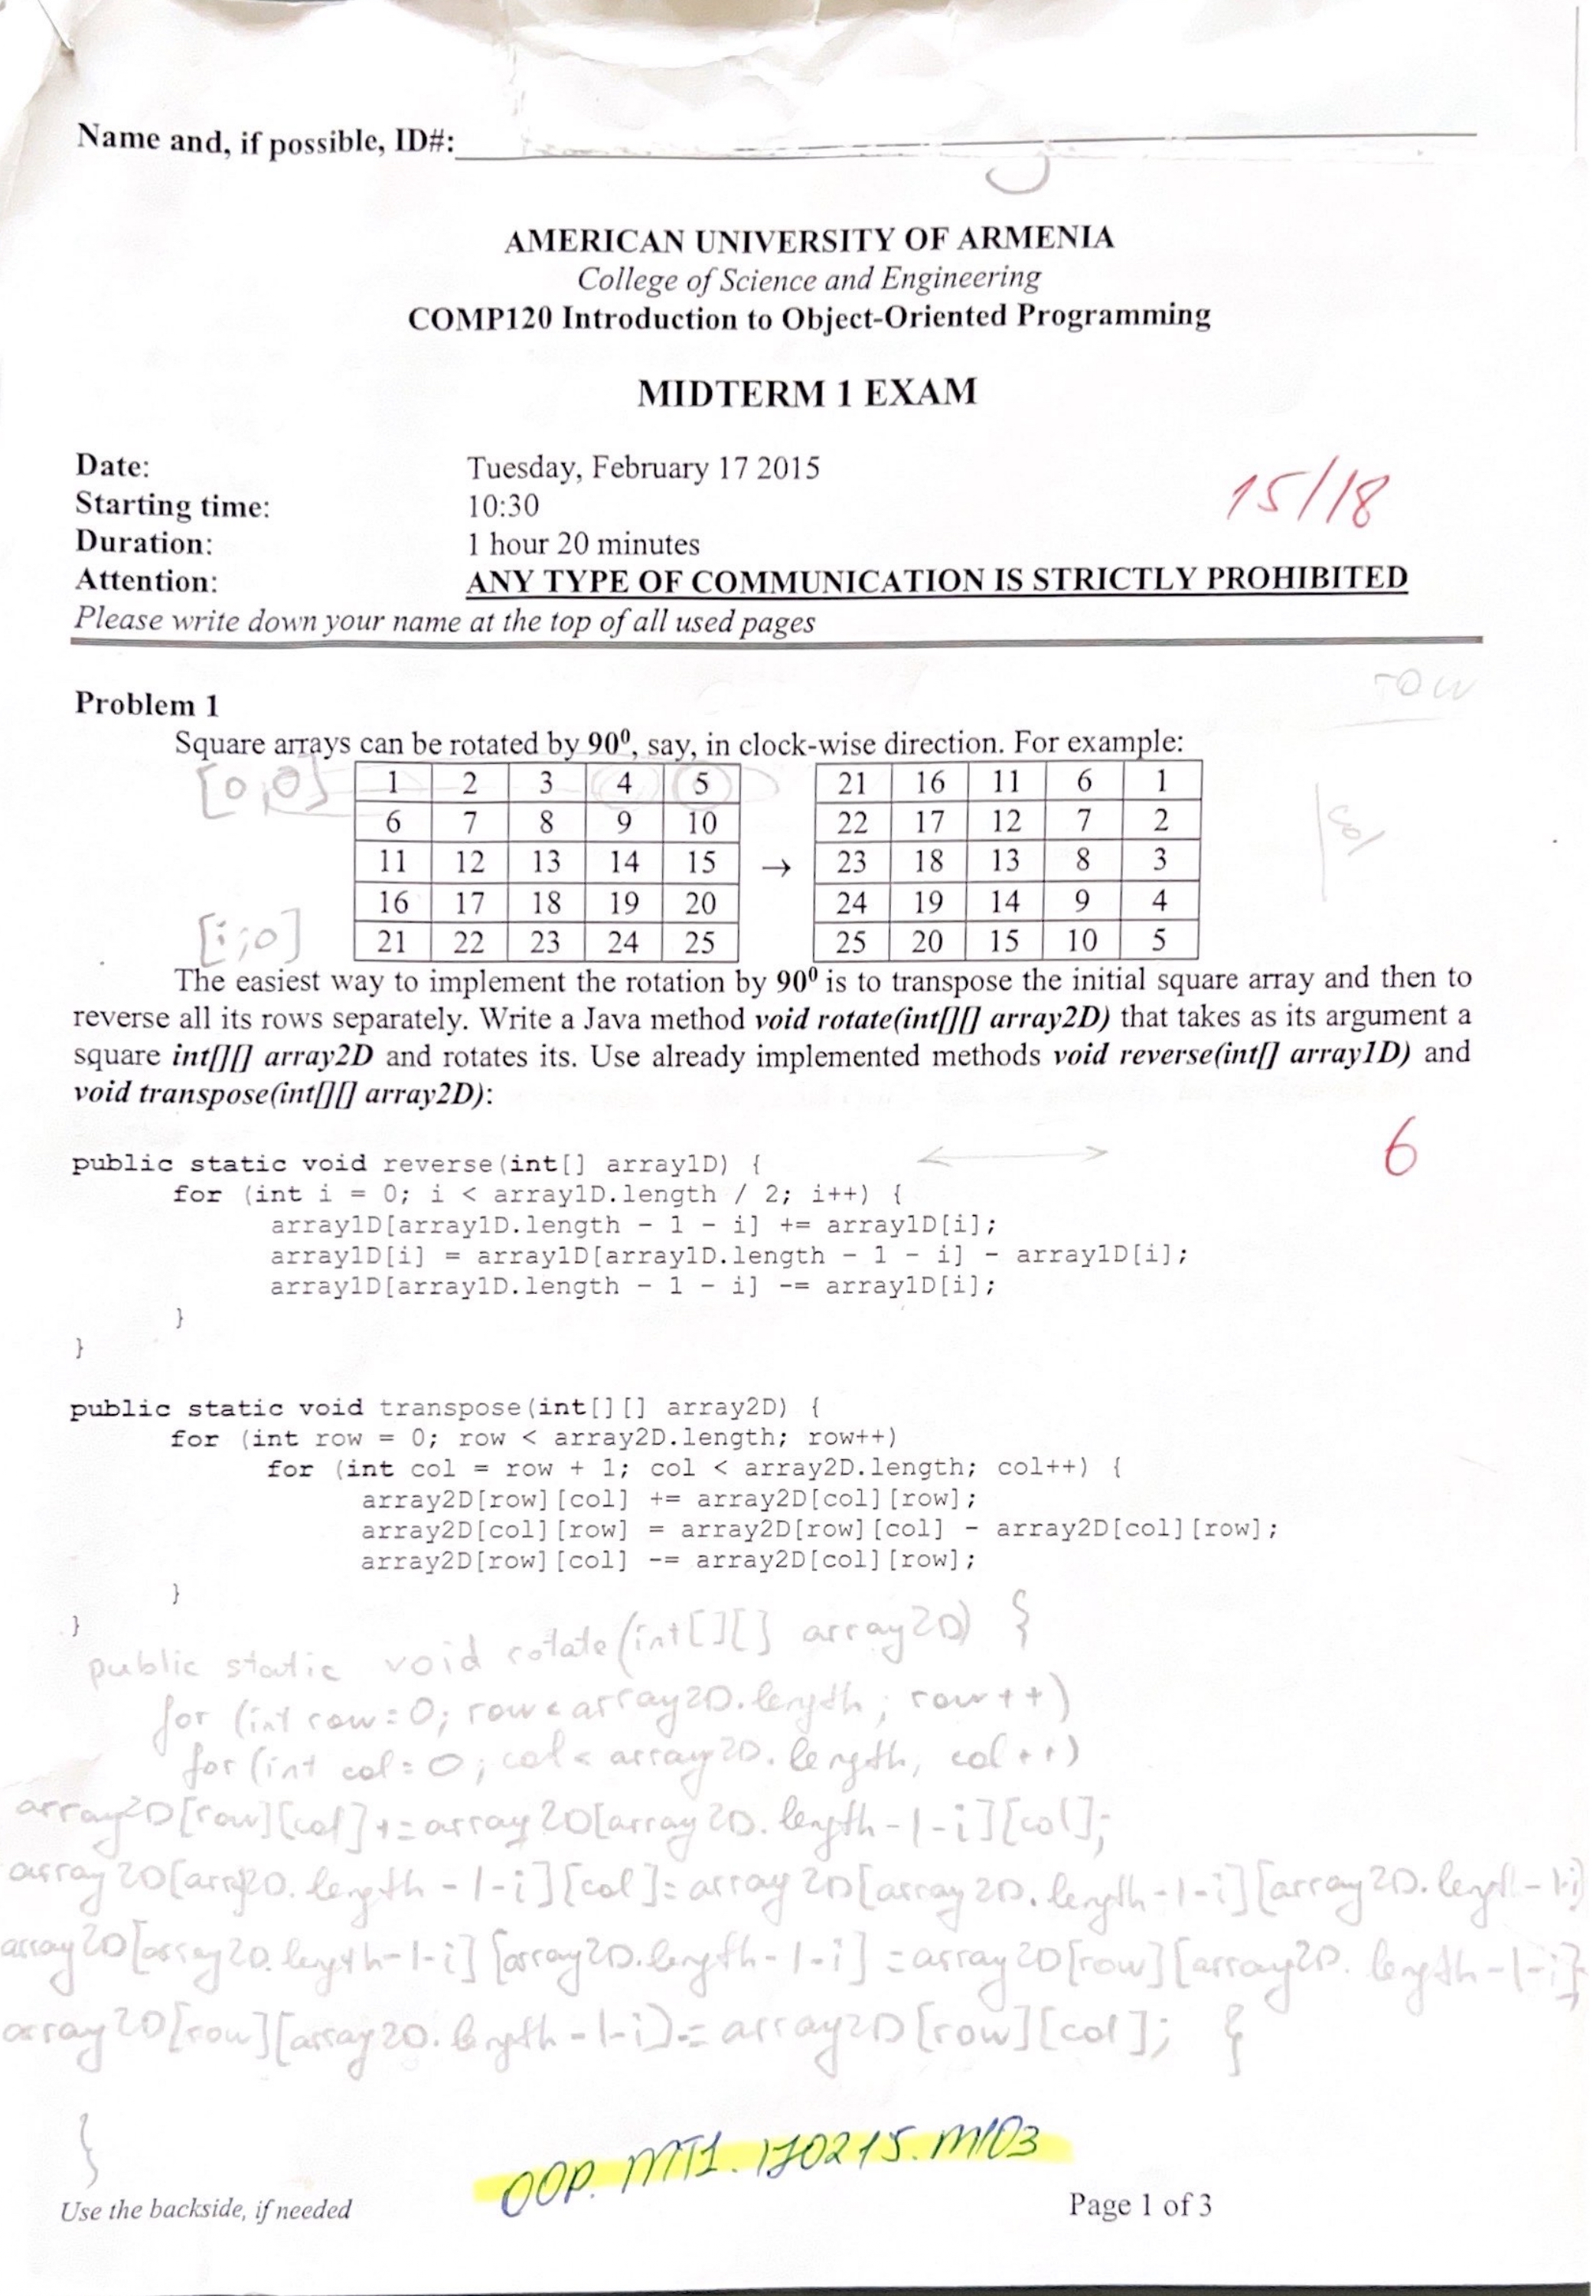 Name and, if possible, ID#:
AMERICAN UNIVERSITY OF ARMENIA
College of Science and Engineering
COMP120 Introduction to Object-Oriented Programming
MIDTERM 1 EXAM
Date: Tuesday, February 17 2015
Starting time: 10:30
15/18
Duration: 1 hour 20 minutes
Attention: ANY TYPE OF COMMUNICATION IS STRICTLY PROHIBITED
Please write down your name at the top of all used pages
row
Problem 1
Square arrays can be rotated by 90⁰, say, in clock-wise direction. For example:
[0,0] 1 2 3 4 5 21 16 11 6 1
6 7 8 9 10 22 17 12 7 2
11 12 13 14 15 → 23 18 13 8 3
16 17 18 19 20 24 19 14 9 4
[i;0] 21 22 23 24 25 25 20 15 10 5
The easiest way to implement the rotation by 90⁰ is to transpose the initial square array and then to
reverse all its rows separately. Write a Java method void rotate(int[][] array2D) that takes as its argument a
square int[][] array2D and rotates its. Use already implemented methods void reverse(int[] array1D) and
void transpose(int[][] array2D):
6
public static void reverse(int[] array1D) {
for (int i = 0; i < array1D.length / 2; i++) {
array1D[array1D.length - 1 - i] += array1D[i];
array1D[i] = array1D[array1D.length - 1 - i] - array1D[i];
array1D[array1D.length - 1 - i] -= array1D[i];
}
}
public static void transpose(int[][] array2D) {
for (int row = 0; row < array2D.length; row++)
for (int col = row + 1; col < array2D.length; col++) {
array2D[row][col] += array2D[col][row];
array2D[col][row] = array2D[row][col] - array2D[col][row];
array2D[row][col] -= array2D[col][row];
}
}
public static void rotate(int[][] array2D) {
for (int row=0; row<array2D.length; row++)
for (int col=0; col<array2D.length, col++)
array2D[row][col]+=array2D[array2D.length-1-i][col];
array2D[arr2D.length-1-i][col]=array2D[array2D.length-1-i][array2D.length-1-i]
array2D[array2D.length-1-i][array2D.length-1-i]=array2D[row][array2D.length-1-i];
array2D[row][array2D.length-1-i]-=array2D[row][col]; }
}
OOP. MT1. 170215. M103
Use the backside, if needed Page 1 of 3